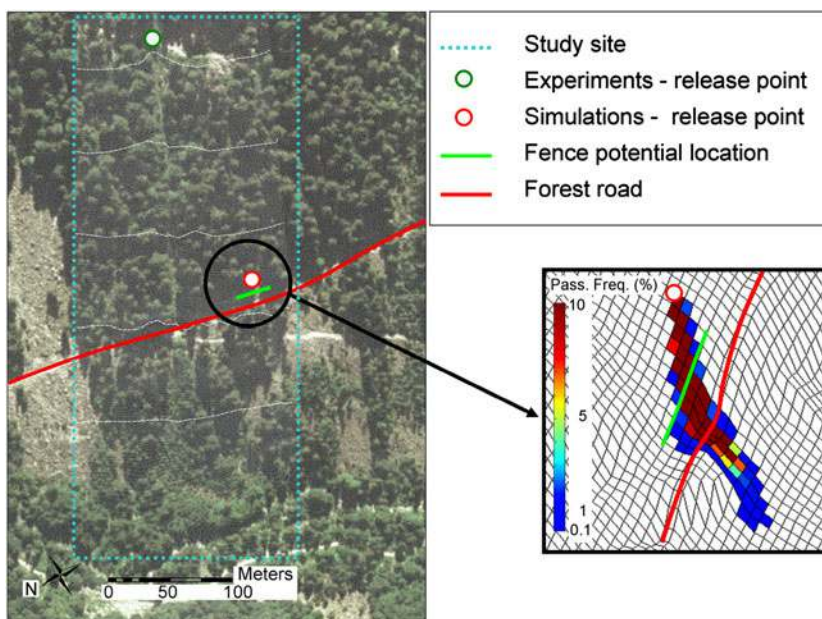 Study site
Experiments - release point
Simulations - release point
Fence potential location
Forest road
Pass. Freq. (%)
10
5
1
0.1
N
Meters
0 50 100